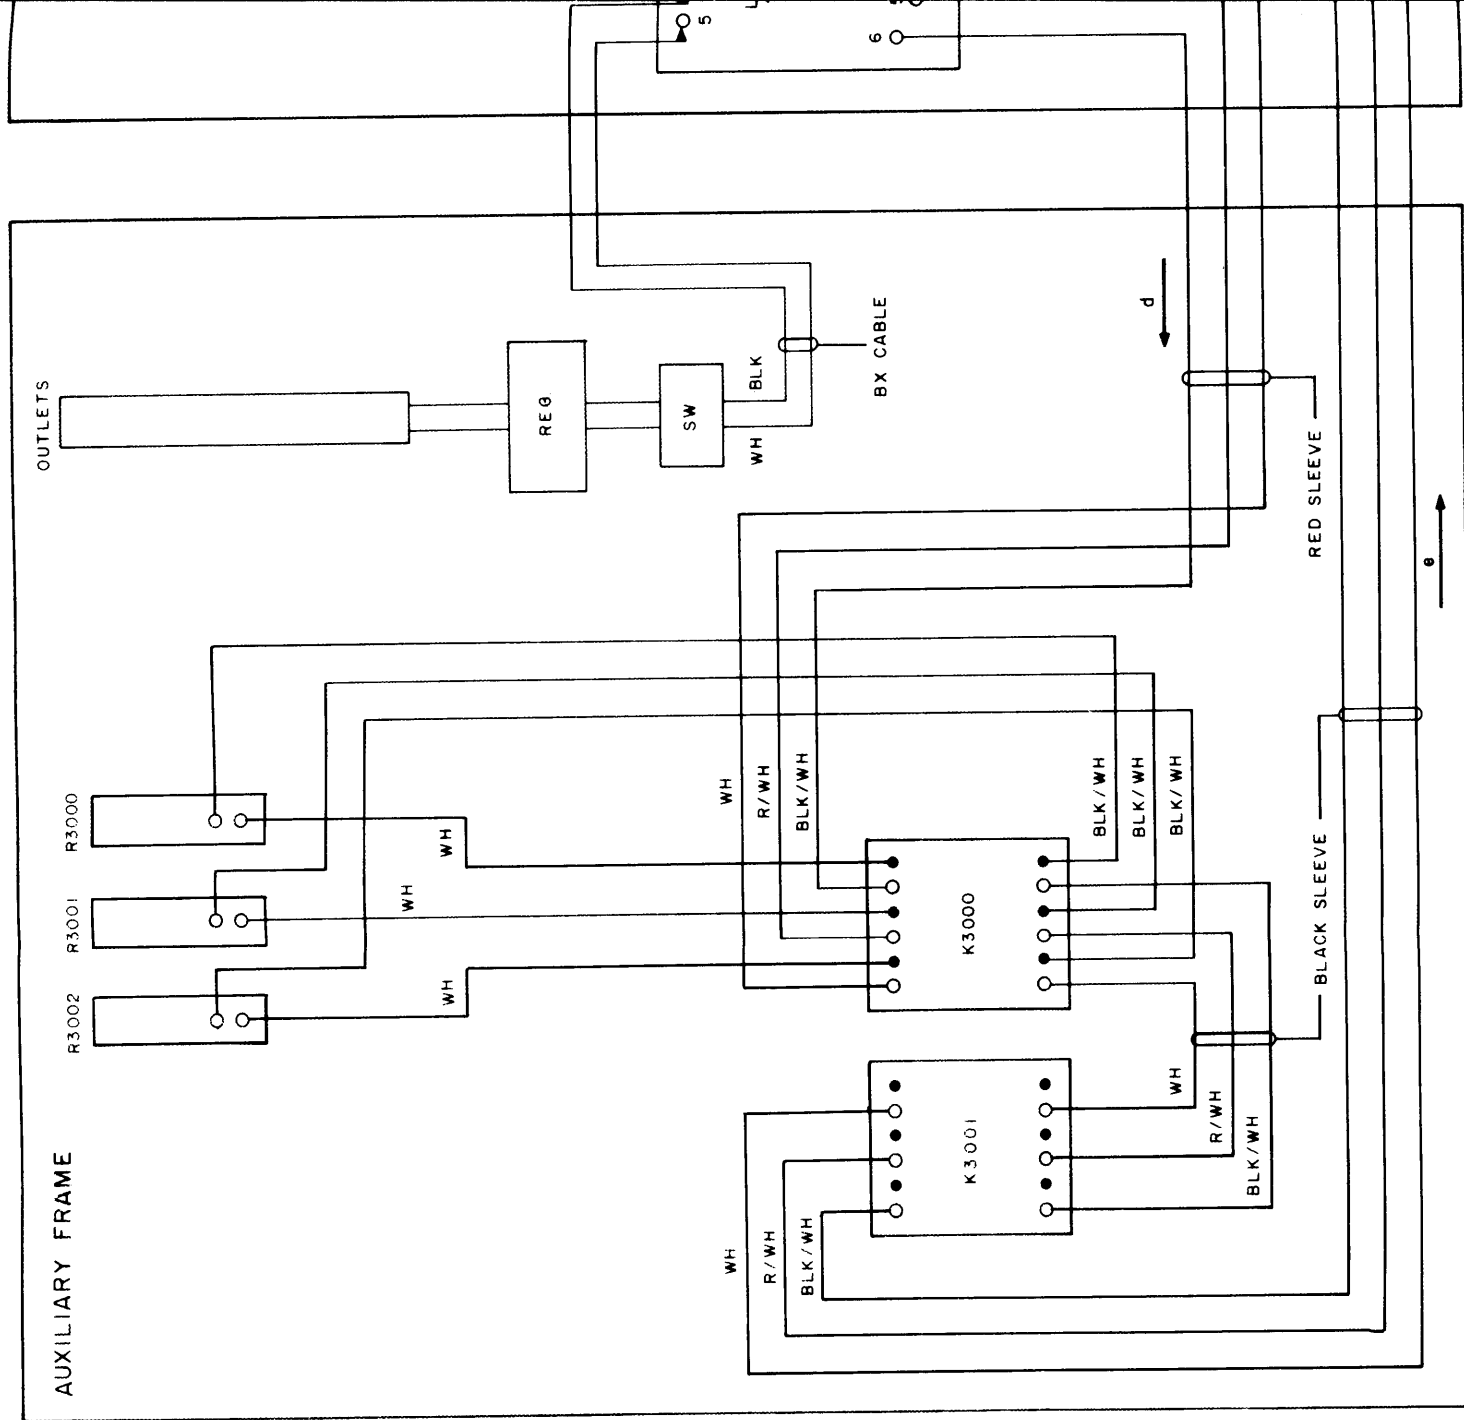 AUXILIARY FRAME
OUTLETS
REG
SW
BLK
WH
BX CABLE
5
6
d
RED SLEEVE
e
R3000
R3001
R3002
WH
WH
WH
WH
R/WH
BLK/WH
BLK/WH
BLK/WH
BLK/WH
K3000
BLACK SLEEVE
K3001
WH
R/WH
BLK/WH
WH
R/WH
BLK/WH